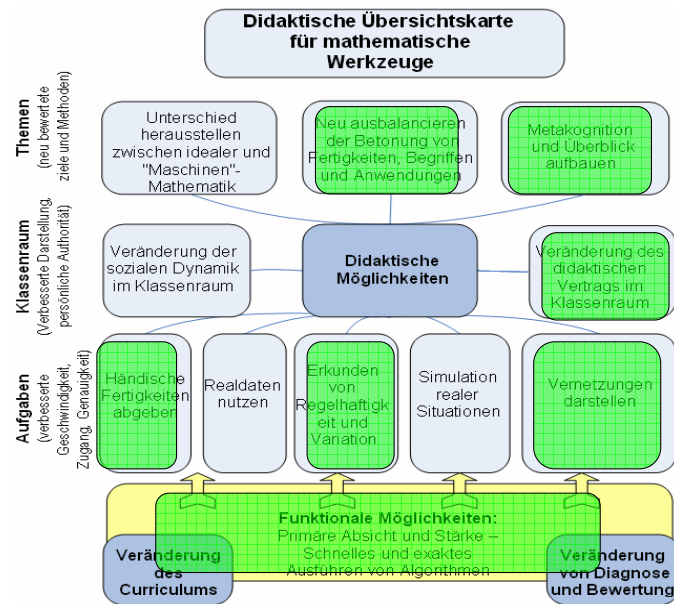 Didaktische Übersichtskarte
für mathematische
Werkzeuge
Themen
(neu bewertete
ziele und Methoden)
Unterschied
herausstellen
zwischen idealer und
"Maschinen"-
Mathematik
Neu ausbalancieren
der Betonung von
Fertigkeiten, Begriffen
und Anwendungen
Metakognition
und Überblick
aufbauen
Klassenraum
(Verbesserte Darstellung,
persönliche Authorität)
Veränderung der
sozialen Dynamik
im Klassenraum
Didaktische
Möglichkeiten
Veränderung des
didaktischen
Vertrags im
Klassenraum
Aufgaben
(verbesserte
Geschwindigkeit,
Zugang, Genauigkeit)
Händische
Fertigkeiten
abgeben
Realdaten
nutzen
Erkunden
von
Regelhaftigk
eit und
Variation
Simulation
realer
Situationen
Vernetzungen
darstellen
Funktionale Möglichkeiten:
Primäre Absicht und Stärke –
Schnelles und exaktes
Ausführen von Algorithmen
Veränderung
des
Curriculums
Veränderung
von Diagnose
und Bewertung